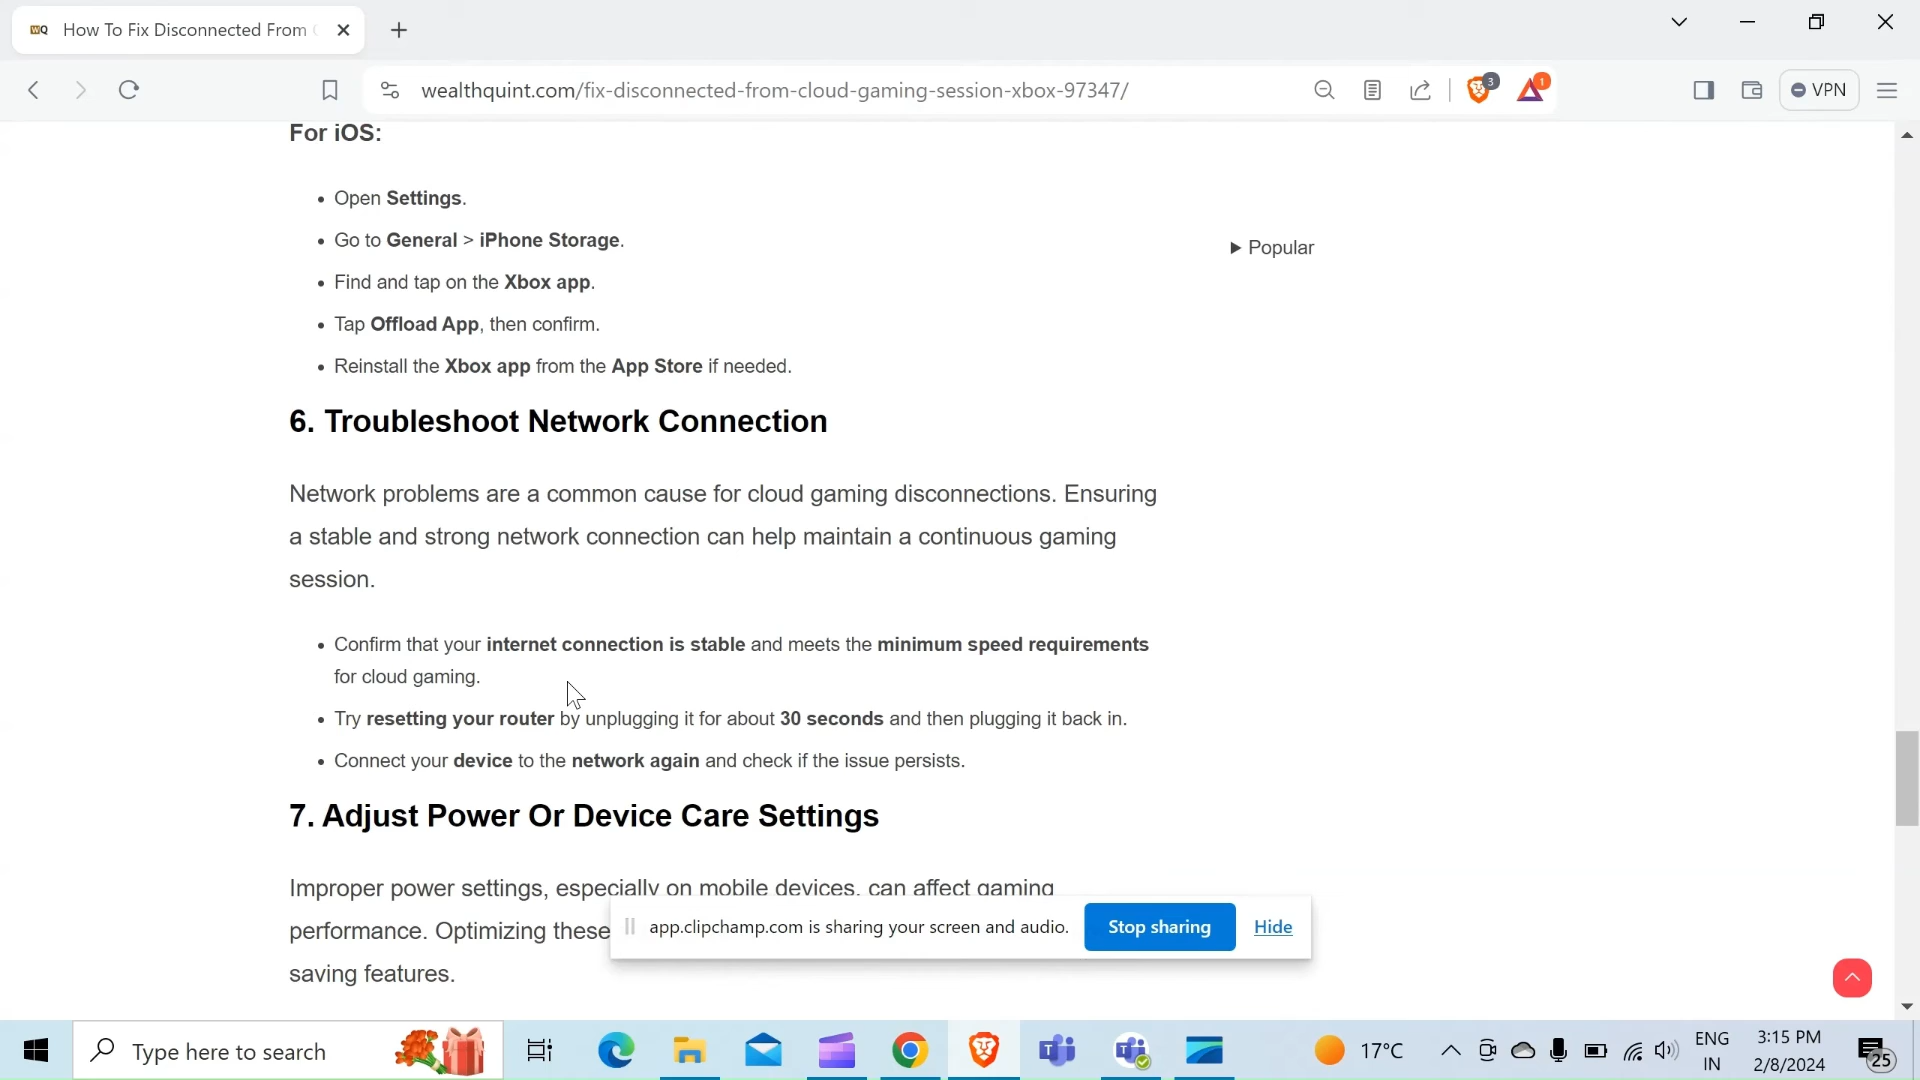 WQ How To Fix Disconnected From
wealthquint.com/fix-disconnected-from-cloud-gaming-session-xbox-97347/
3
1
VPN
For iOS:
• Open Settings.
• Go to General > iPhone Storage.
▶ Popular
• Find and tap on the Xbox app.
• Tap Offload App, then confirm.
• Reinstall the Xbox app from the App Store if needed.
6. Troubleshoot Network Connection
Network problems are a common cause for cloud gaming disconnections. Ensuring
a stable and strong network connection can help maintain a continuous gaming
session.
• Confirm that your internet connection is stable and meets the minimum speed requirements
for cloud gaming.
• Try resetting your router by unplugging it for about 30 seconds and then plugging it back in.
• Connect your device to the network again and check if the issue persists.
7. Adjust Power Or Device Care Settings
Improper power settings, especially on mobile devices, can affect gaming
performance. Optimizing these
app.clipchamp.com is sharing your screen and audio.
Stop sharing
Hide
saving features.
Type here to search
17°C
ENG
IN
3:15 PM
2/8/2024
25